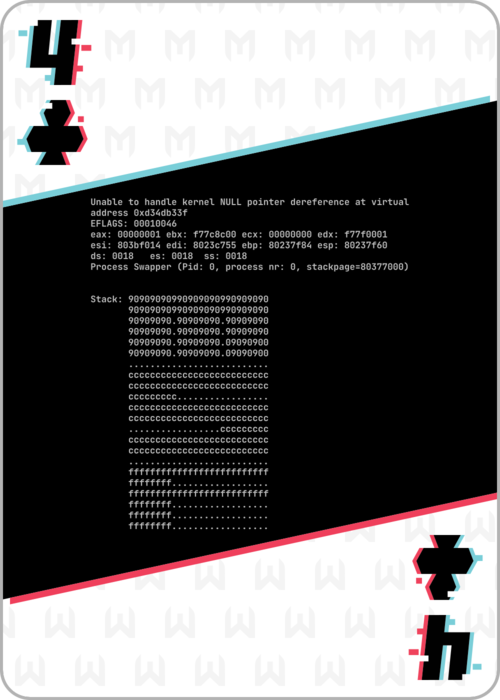 4
Unable to handle kernel NULL pointer dereference at virtual
address 0xd34db33f
EFLAGS: 00010046
eax: 00000001 ebx: f77c8c00 ecx: 00000000 edx: f77f0001
esi: 803bf014 edi: 8023c755 ebp: 80237f84 esp: 80237f60
ds: 0018   es: 0018  ss: 0018
Process Swapper (Pid: 0, process nr: 0, stackpage=80377000)
Stack: 90909090990909090990909090
90909090990909090990909090
90909090.90909090.90909090
90909090.90909090.90909090
90909090.90909090.09090900
90909090.90909090.09090900
..........................
cccccccccccccccccccccccccc
cccccccccccccccccccccccccc
ccccccccc.................
cccccccccccccccccccccccccc
cccccccccccccccccccccccccc
.................ccccccccc
cccccccccccccccccccccccccc
cccccccccccccccccccccccccc
..........................
ffffffffffffffffffffffffff
ffffffff..................
ffffffffffffffffffffffffff
ffffffff..................
ffffffff..................
ffffffff..................
4